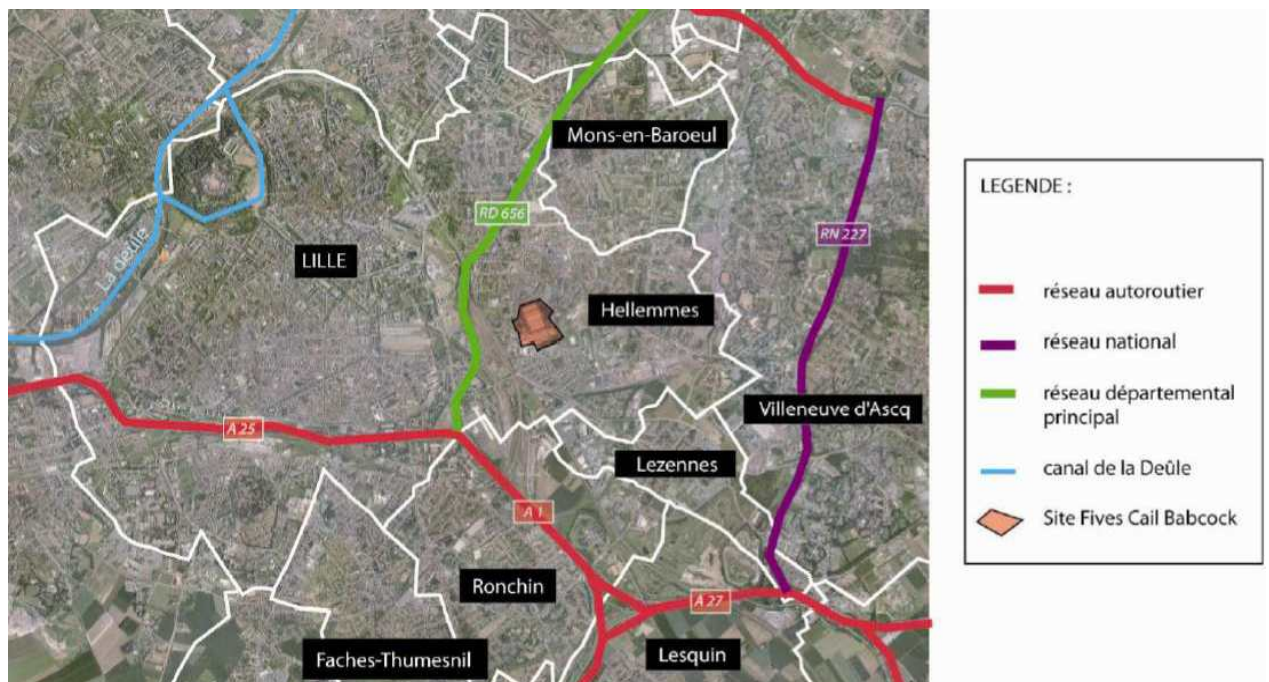 Mons-en-Baroeul
RD 656
RN 227
LILLE
La deûle
Hellemmes
Villeneuve d'Ascq
A 25
Lezennes
A 1
Ronchin
A 27
Faches-Thumesnil
Lesquin
LEGENDE :
réseau autoroutier
réseau national
réseau départemental
principal
canal de la Deûle
Site Fives Cail Babcock